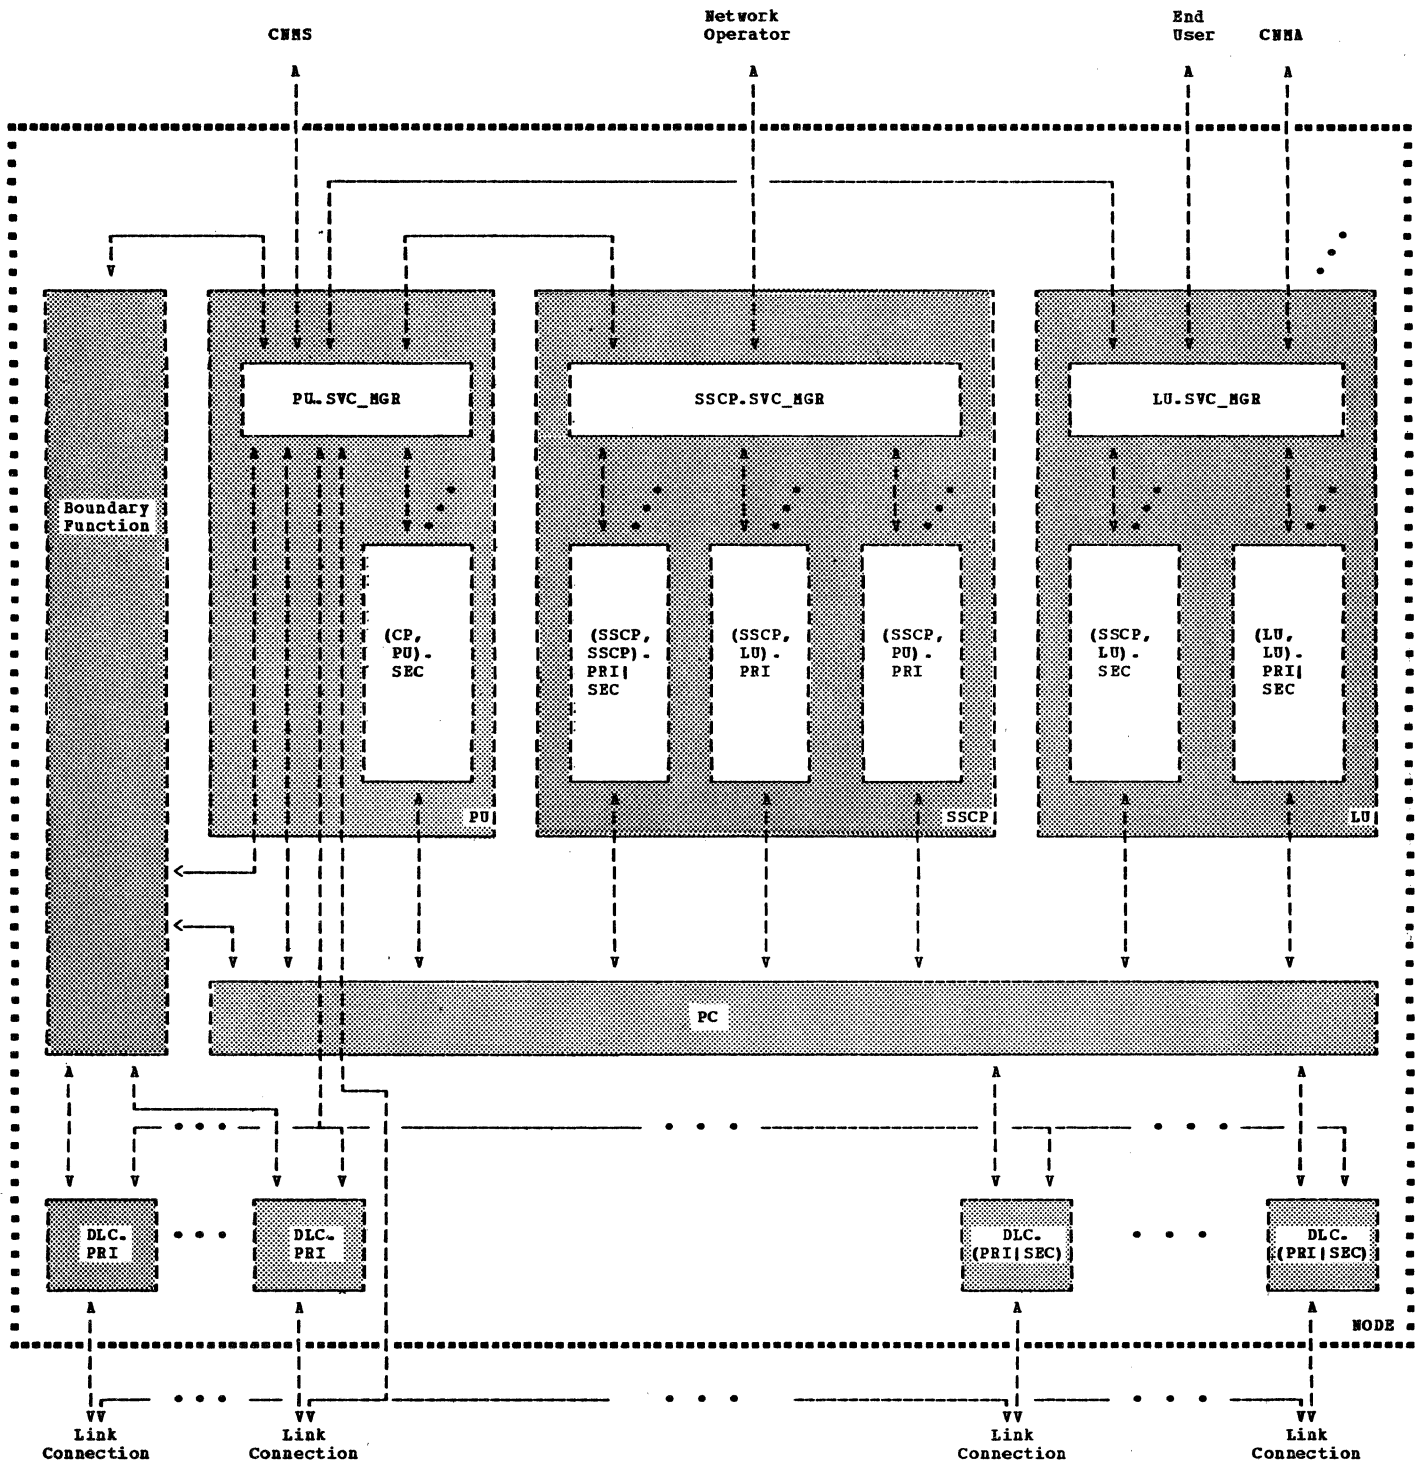 Network
Operator
End
User
CNMS
CNMA
PU.SVC_MGR
SSCP.SVC_MGR
LU.SVC_MGR
Boundary
Function
(CP,
PU).
SEC
(SSCP,
SSCP).
PRI|
SEC
(SSCP,
LU).
PRI
(SSCP,
PU).
PRI
(SSCP,
LU).
SEC
(LU,
LU).
PRI|
SEC
PU
SSCP
LU
PC
DLC.
PRI
DLC.
PRI
DLC.
(PRI|SEC)
DLC.
(PRI|SEC)
NODE
Link
Connection
Link
Connection
Link
Connection
Link
Connection